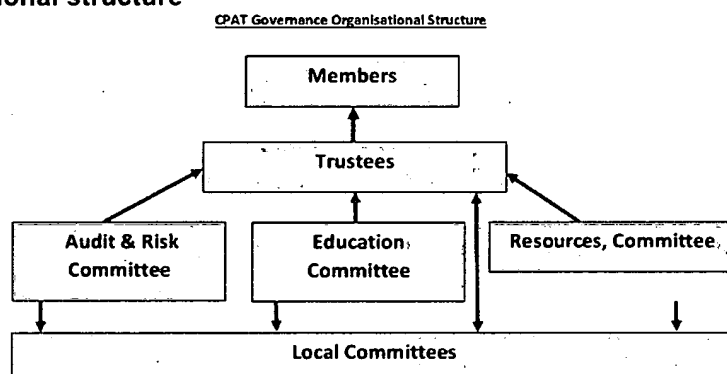 onal structure
CPAT Governance Organisational Structure
Members
Trustees
Audit & Risk
Committee
Education
Committee
Resources, Committee
Local Committees